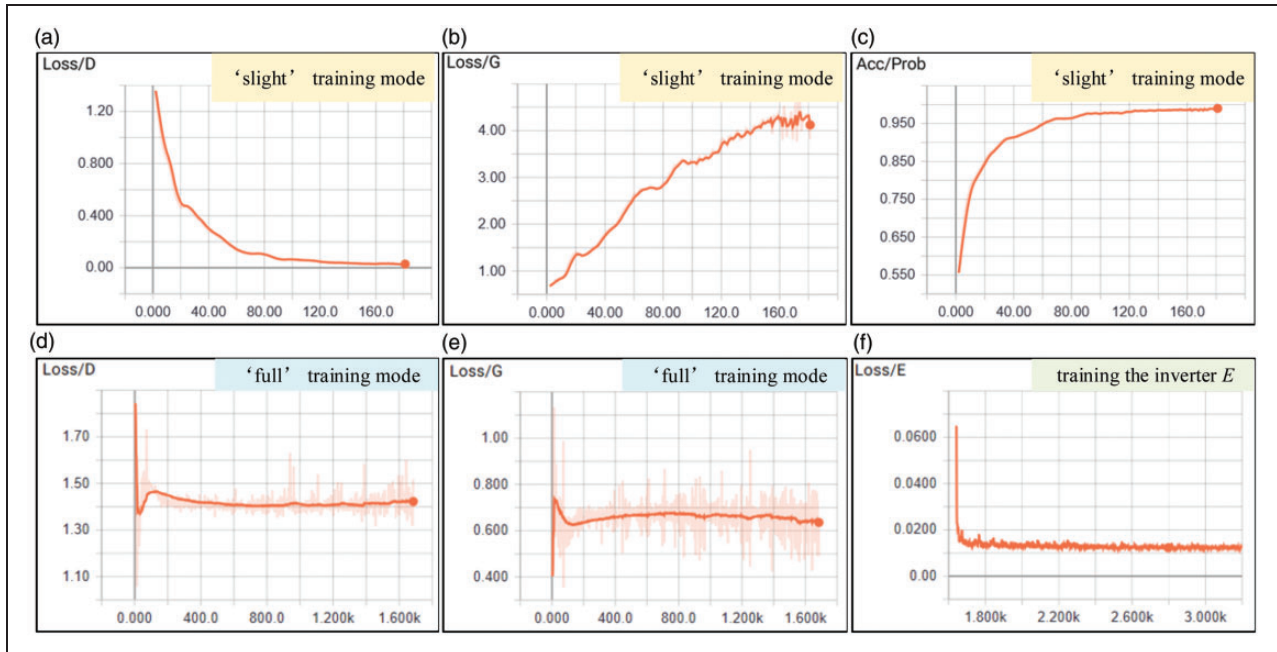 (a)
Loss/D
‘slight’ training mode
1.20
0.800
0.400
0.00
0.000 40.00 80.00 120.0 160.0
(b)
Loss/G
‘slight’ training mode
4.00
3.00
2.00
1.00
0.000 40.00 80.00 120.0 160.0
(c)
Acc/Prob
‘slight’ training mode
0.950
0.850
0.750
0.650
0.550
0.000 40.00 80.00 120.0 160.0
(d)
Loss/D
‘full’ training mode
1.70
1.50
1.30
1.10
0.000 400.0 800.0 1.200k 1.600k
(e)
Loss/G
‘full’ training mode
1.00
0.800
0.600
0.400
0.000 400.0 800.0 1.200k 1.600k
(f)
Loss/E
training the inverter E
0.0600
0.0400
0.0200
0.00
1.800k 2.200k 2.600k 3.000k